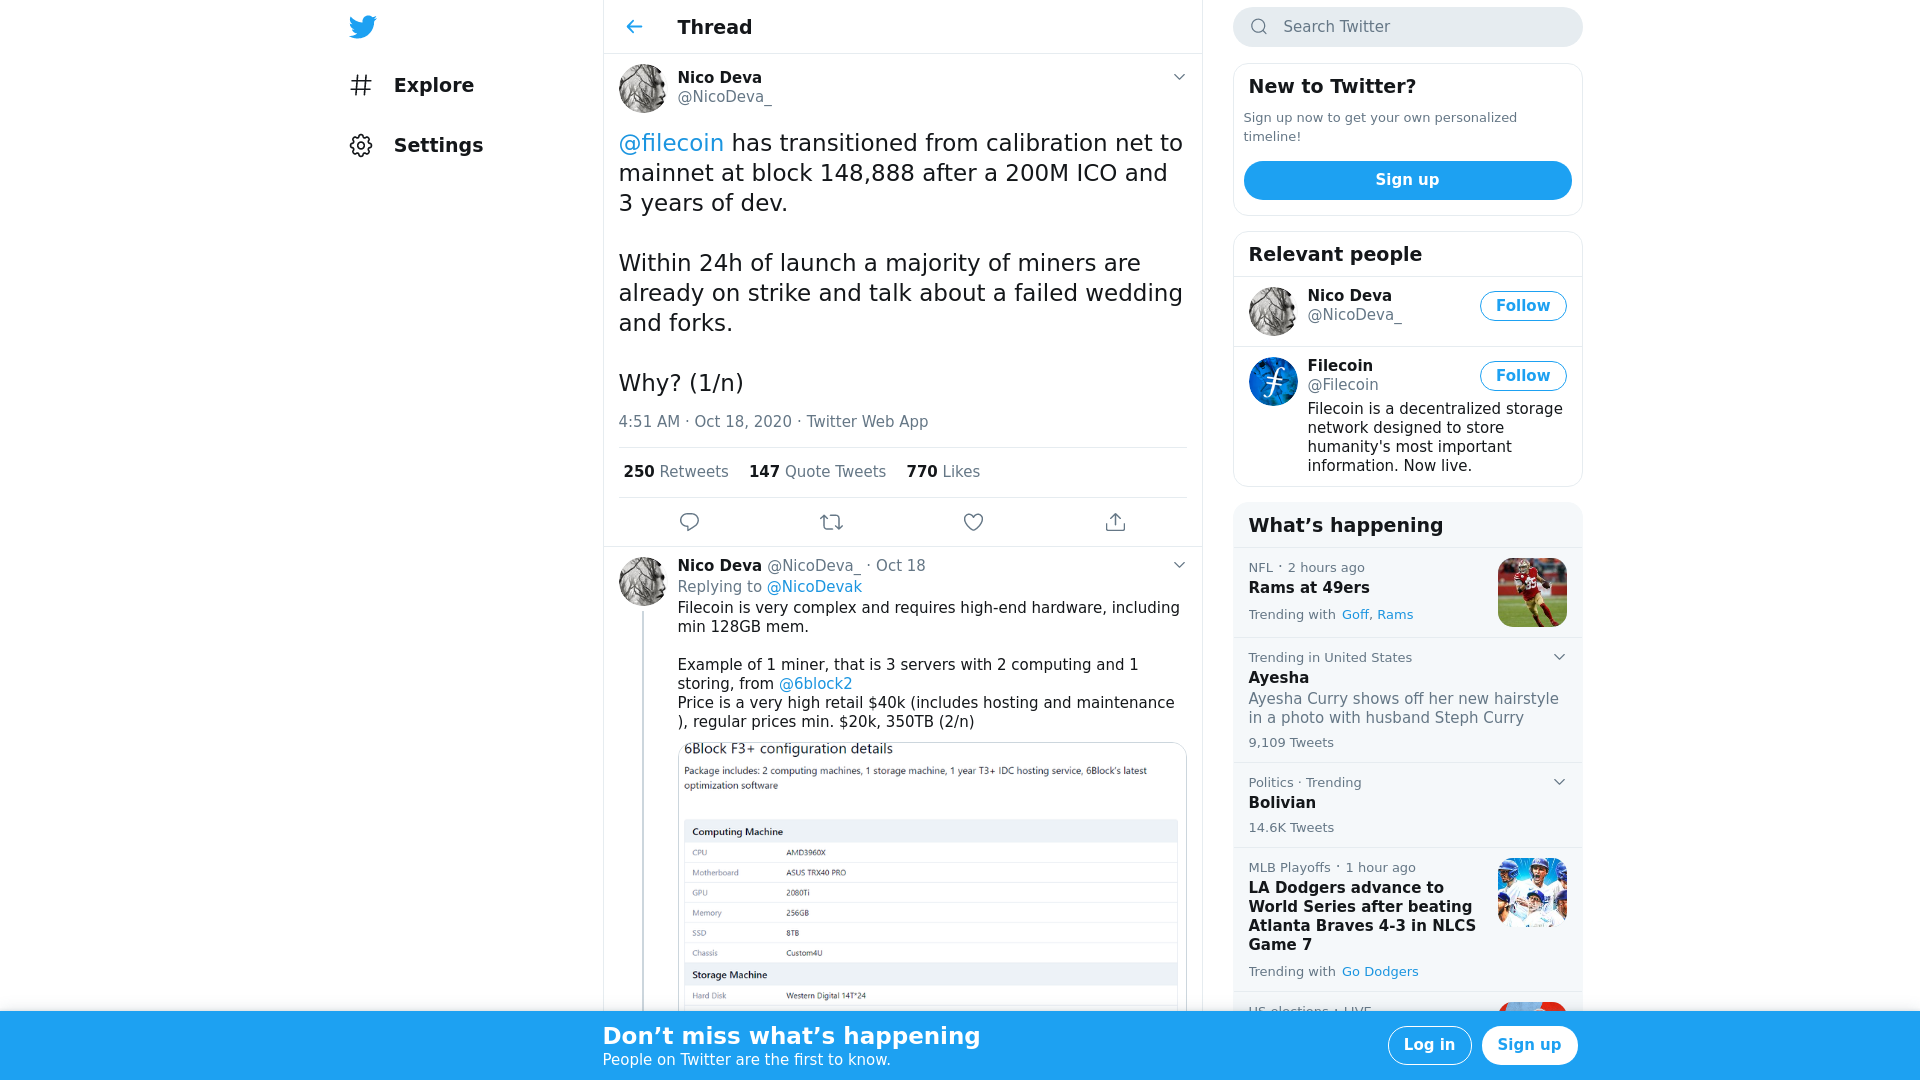 Explore
Settings
Thread
Nico Deva
@NicoDeva_
@filecoin has transitioned from calibration net to
mainnet at block 148,888 after a 200M ICO and
3 years of dev.
Within 24h of launch a majority of miners are
already on strike and talk about a failed wedding
and forks.
Why? (1/n)
4:51 AM · Oct 18, 2020 · Twitter Web App
250 Retweets 147 Quote Tweets 770 Likes
Nico Deva @NicoDeva_ · Oct 18
Replying to @NicoDevak
Filecoin is very complex and requires high-end hardware, including
min 128GB mem.
Example of 1 miner, that is 3 servers with 2 computing and 1
storing, from @6block2
Price is a very high retail $40k (includes hosting and maintenance
), regular prices min. $20k, 350TB (2/n)
6Block F3+ configuration details
Package includes: 2 computing machines, 1 storage machine, 1 year T3+ IDC hosting service, 6Block's latest
optimization software
Computing Machine
CPU AMD3960X
Motherboard ASUS TRX40 PRO
GPU 2080Ti
Memory 256GB
SSD 8TB
Chassis Custom4U
Storage Machine
Hard Disk Western Digital 14T*24
Search Twitter
New to Twitter?
Sign up now to get your own personalized
timeline!
Sign up
Relevant people
Nico Deva
@NicoDeva_
Follow
Filecoin
@Filecoin
Follow
Filecoin is a decentralized storage
network designed to store
humanity's most important
information. Now live.
What’s happening
NFL · 2 hours ago
Rams at 49ers
Trending with Goff, Rams
Trending in United States
Ayesha
Ayesha Curry shows off her new hairstyle
in a photo with husband Steph Curry
9,109 Tweets
Politics · Trending
Bolivian
14.6K Tweets
MLB Playoffs · 1 hour ago
LA Dodgers advance to
World Series after beating
Atlanta Braves 4-3 in NLCS
Game 7
Trending with Go Dodgers
US elections · LIVE
Don’t miss what’s happening
People on Twitter are the first to know.
Log in
Sign up